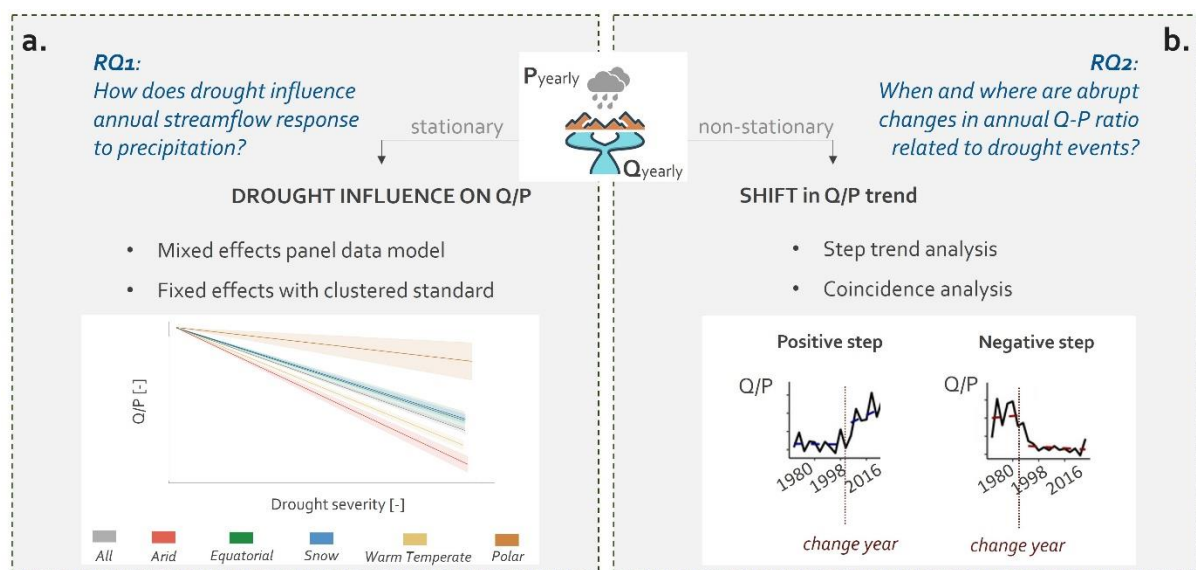 a.
RQ1:
How does drought influence
annual streamflow response
to precipitation?
stationary
DROUGHT INFLUENCE ON Q/P
• Mixed effects panel data model
• Fixed effects with clustered standard
Q/P [-]
Drought severity [-]
All Arid Equatorial Snow Warm Temperate Polar
Pyearly
Qyearly
b.
RQ2:
When and where are abrupt
changes in annual Q-P ratio
related to drought events?
non-stationary
SHIFT in Q/P trend
• Step trend analysis
• Coincidence analysis
Positive step
Q/P
1980 1998 2016
change year
Negative step
Q/P
1980 1998 2016
change year